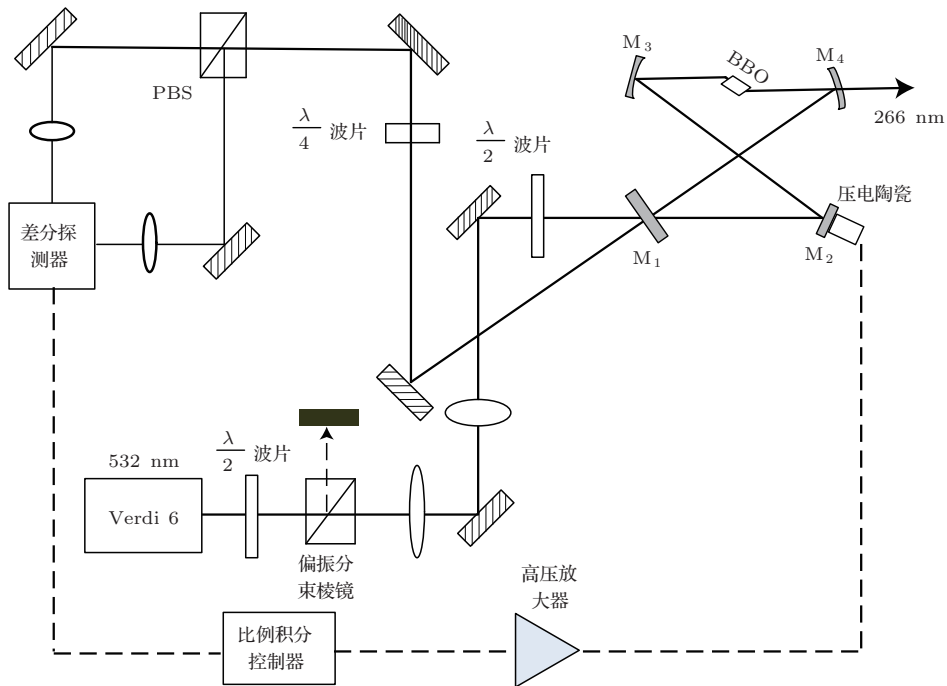 PBS
M3
BBO
M4
266 nm
λ/4 波片
λ/2 波片
压电陶瓷
差分探
测器
M1
M2
532 nm
λ/2 波片
Verdi 6
偏振分
束棱镜
高压放
大器
比例积分
控制器